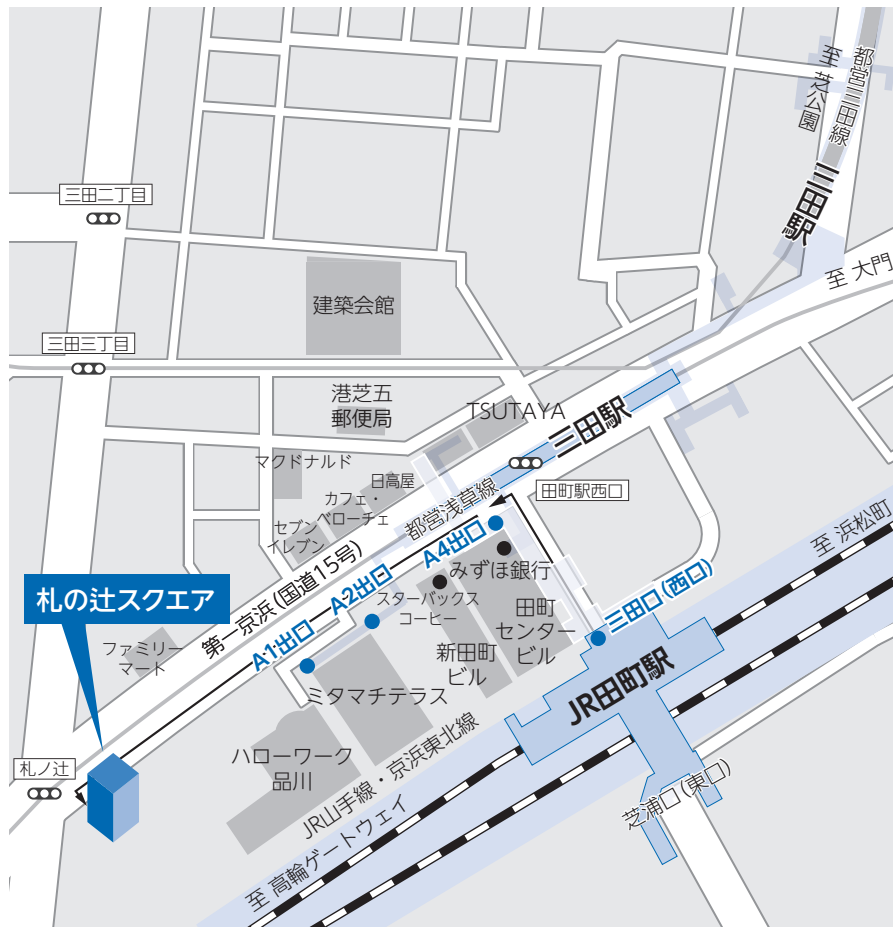 都営三田線
至 芝公園
三田駅
三田二丁目
至 大門
建築会館
三田三丁目
港芝五
郵便局
TSUTAYA
三田駅
マクドナルド
日高屋
カフェ・
ベローチェ
セブン
イレブン
都営浅草線
田町駅西口
至 浜松町
A4出口
みずほ銀行
A2出口
スターバックス
コーヒー
第一京浜(国道15号)
札の辻スクエア
A1出口
三田口(西口)
田町
センター
ビル
新田町
ビル
ファミリー
マート
ミタマチテラス
JR田町駅
ハローワーク
品川
JR山手線・京浜東北線
札ノ辻
芝浦口(東口)
至 高輪ゲートウェイ